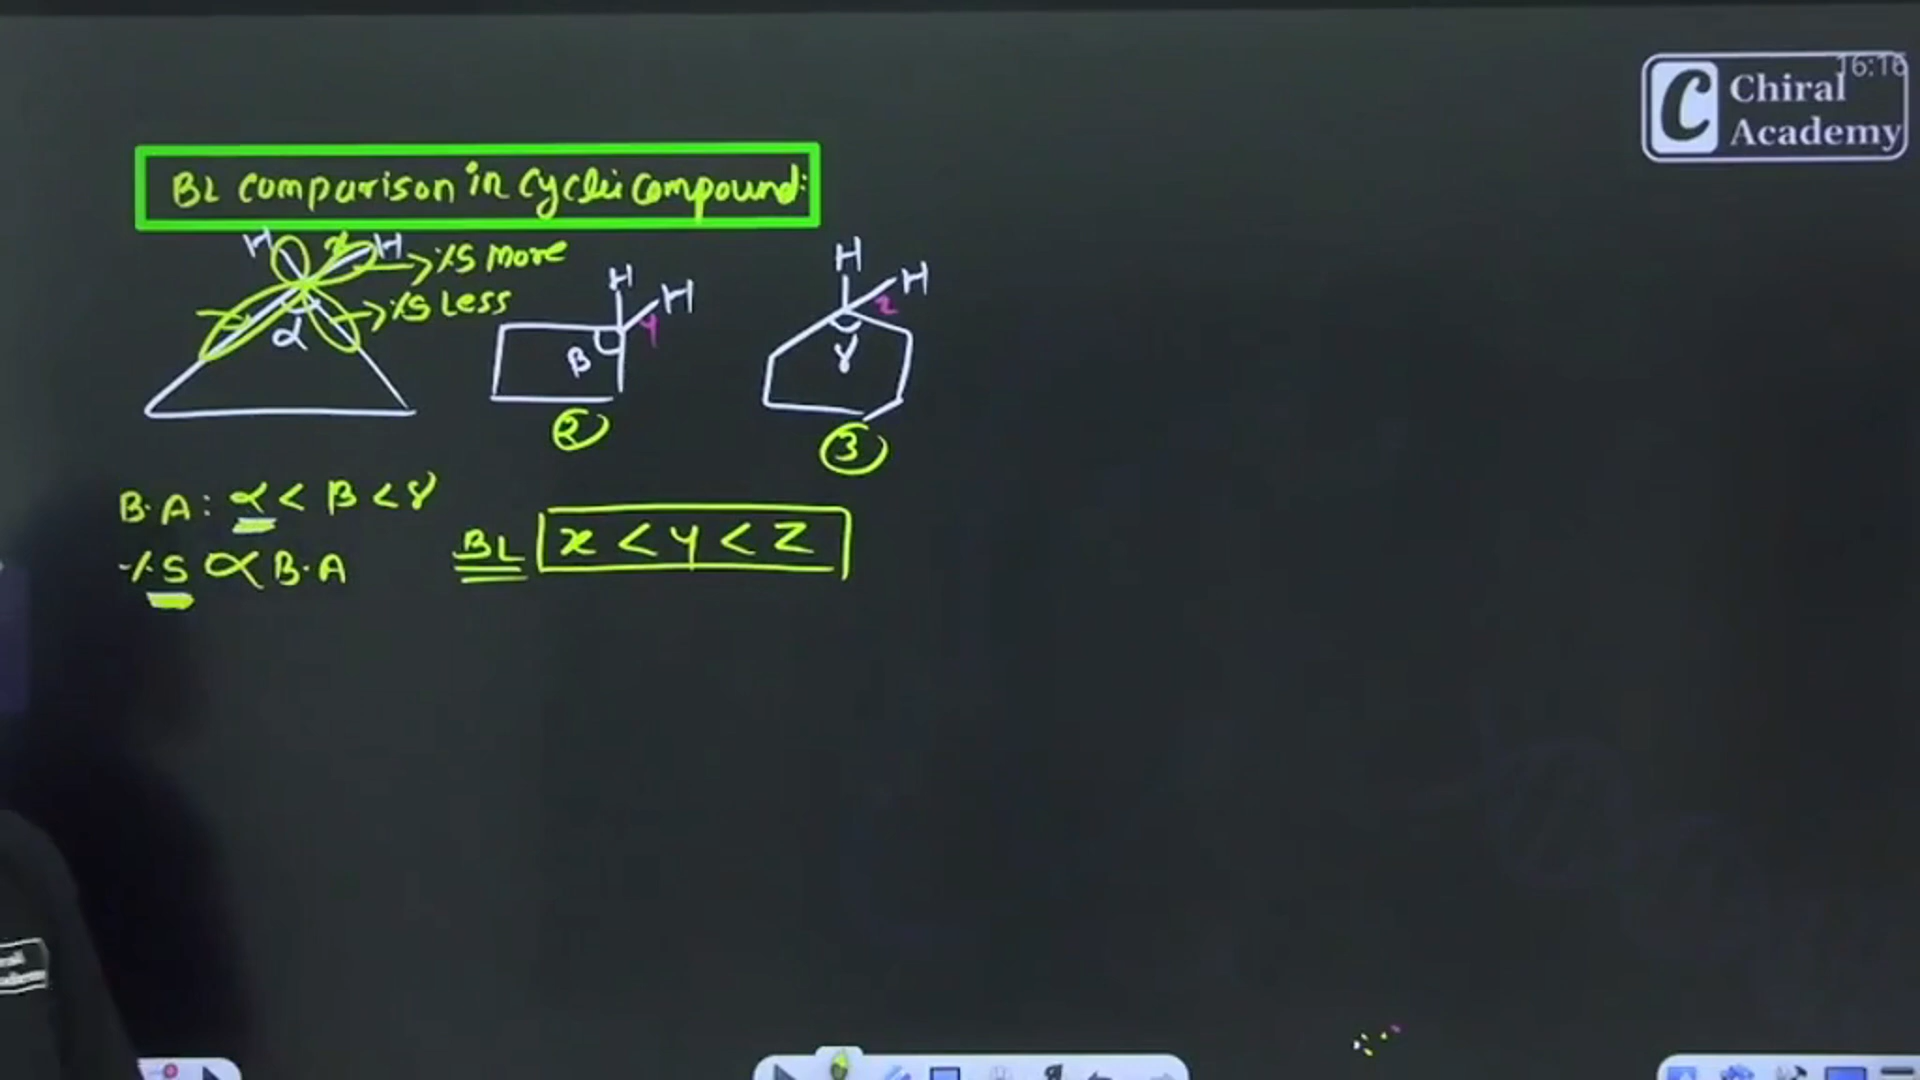 16:16
Chiral
Academy
BL comparison in cyclic compound:
H x H → %S More
→ %S Less
α
H H
y
β
②
H H
z
γ
③
B.A: α < β < γ
%S ∝ B.A
BL x < y < z